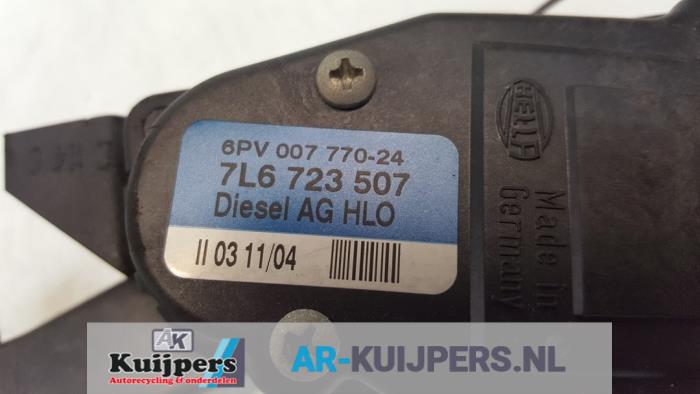 HELLA
Made in
Germany
6PV 007 770-24
7L6 723 507
Diesel AG HLO
II 03 11/04
AK
Kuijpers
Autorecycling & onderdelen
AR-KUIJPERS.NL